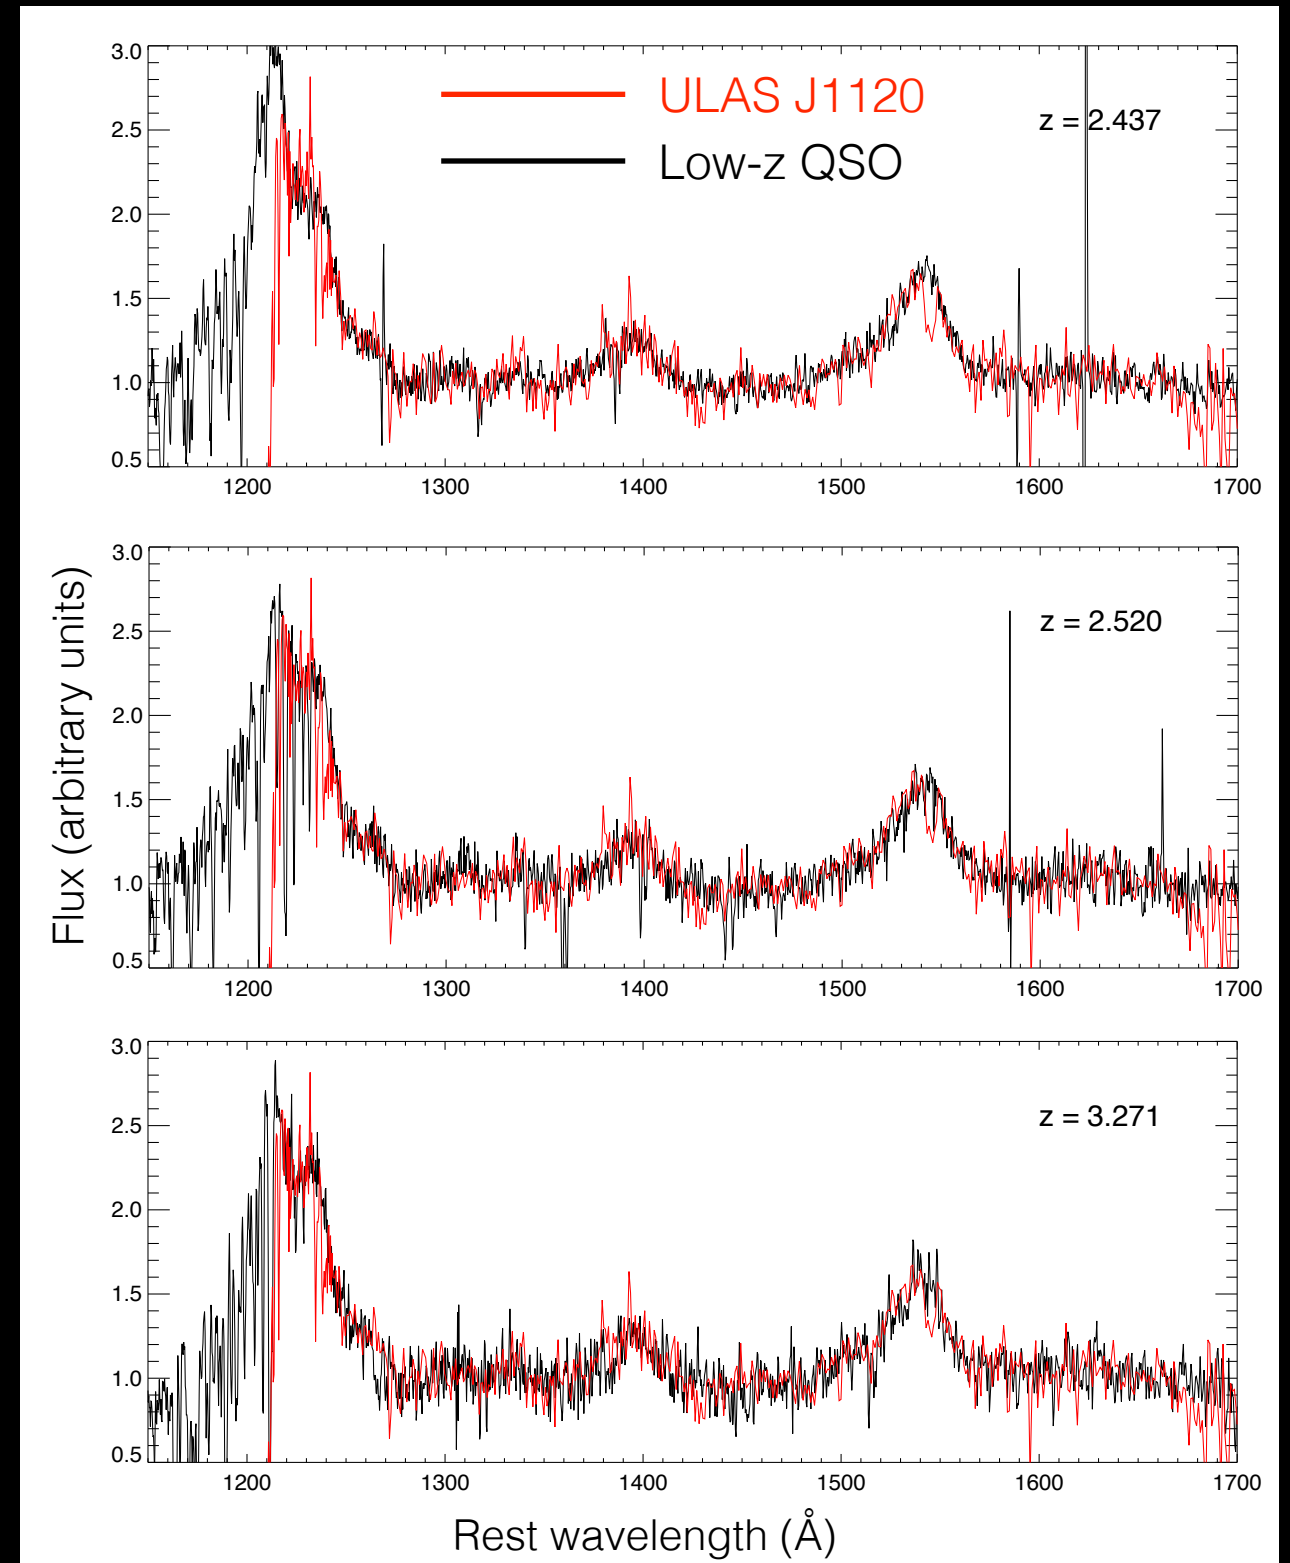 3.0
2.5
2.0
1.5
1.0
0.5
ULAS J1120
Low-z QSO
z = 2.437
1200 1300 1400 1500 1600 1700
Flux (arbitrary units)
3.0
2.5
2.0
1.5
1.0
0.5
z = 2.520
1200 1300 1400 1500 1600 1700
3.0
2.5
2.0
1.5
1.0
0.5
z = 3.271
1200 1300 1400 1500 1600 1700
Rest wavelength (Å)